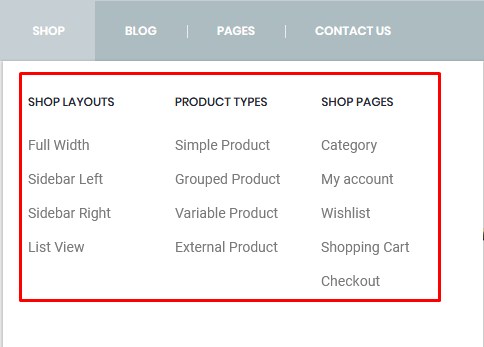 SHOP
BLOG
PAGES
CONTACT US
SHOP LAYOUTS
Full Width
Sidebar Left
Sidebar Right
List View
PRODUCT TYPES
Simple Product
Grouped Product
Variable Product
External Product
SHOP PAGES
Category
My account
Wishlist
Shopping Cart
Checkout